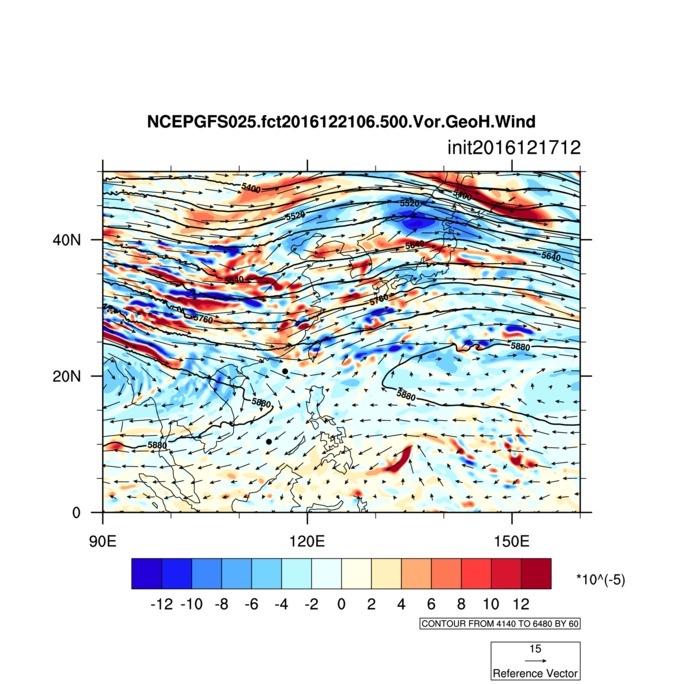 NCEPGFS025.fct2016122106.500.Vor.GeoH.Wind
init2016121712
5400
5400
5520
5520
40N
5640
5640
5640
5760
5760
5880
20N
5880
5880
5880
0
90E 120E 150E
-12 -10 -8 -6 -4 -2 0 2 4 6 8 10 12
*10^(-5)
CONTOUR FROM 4140 TO 6480 BY 60
15
Reference Vector